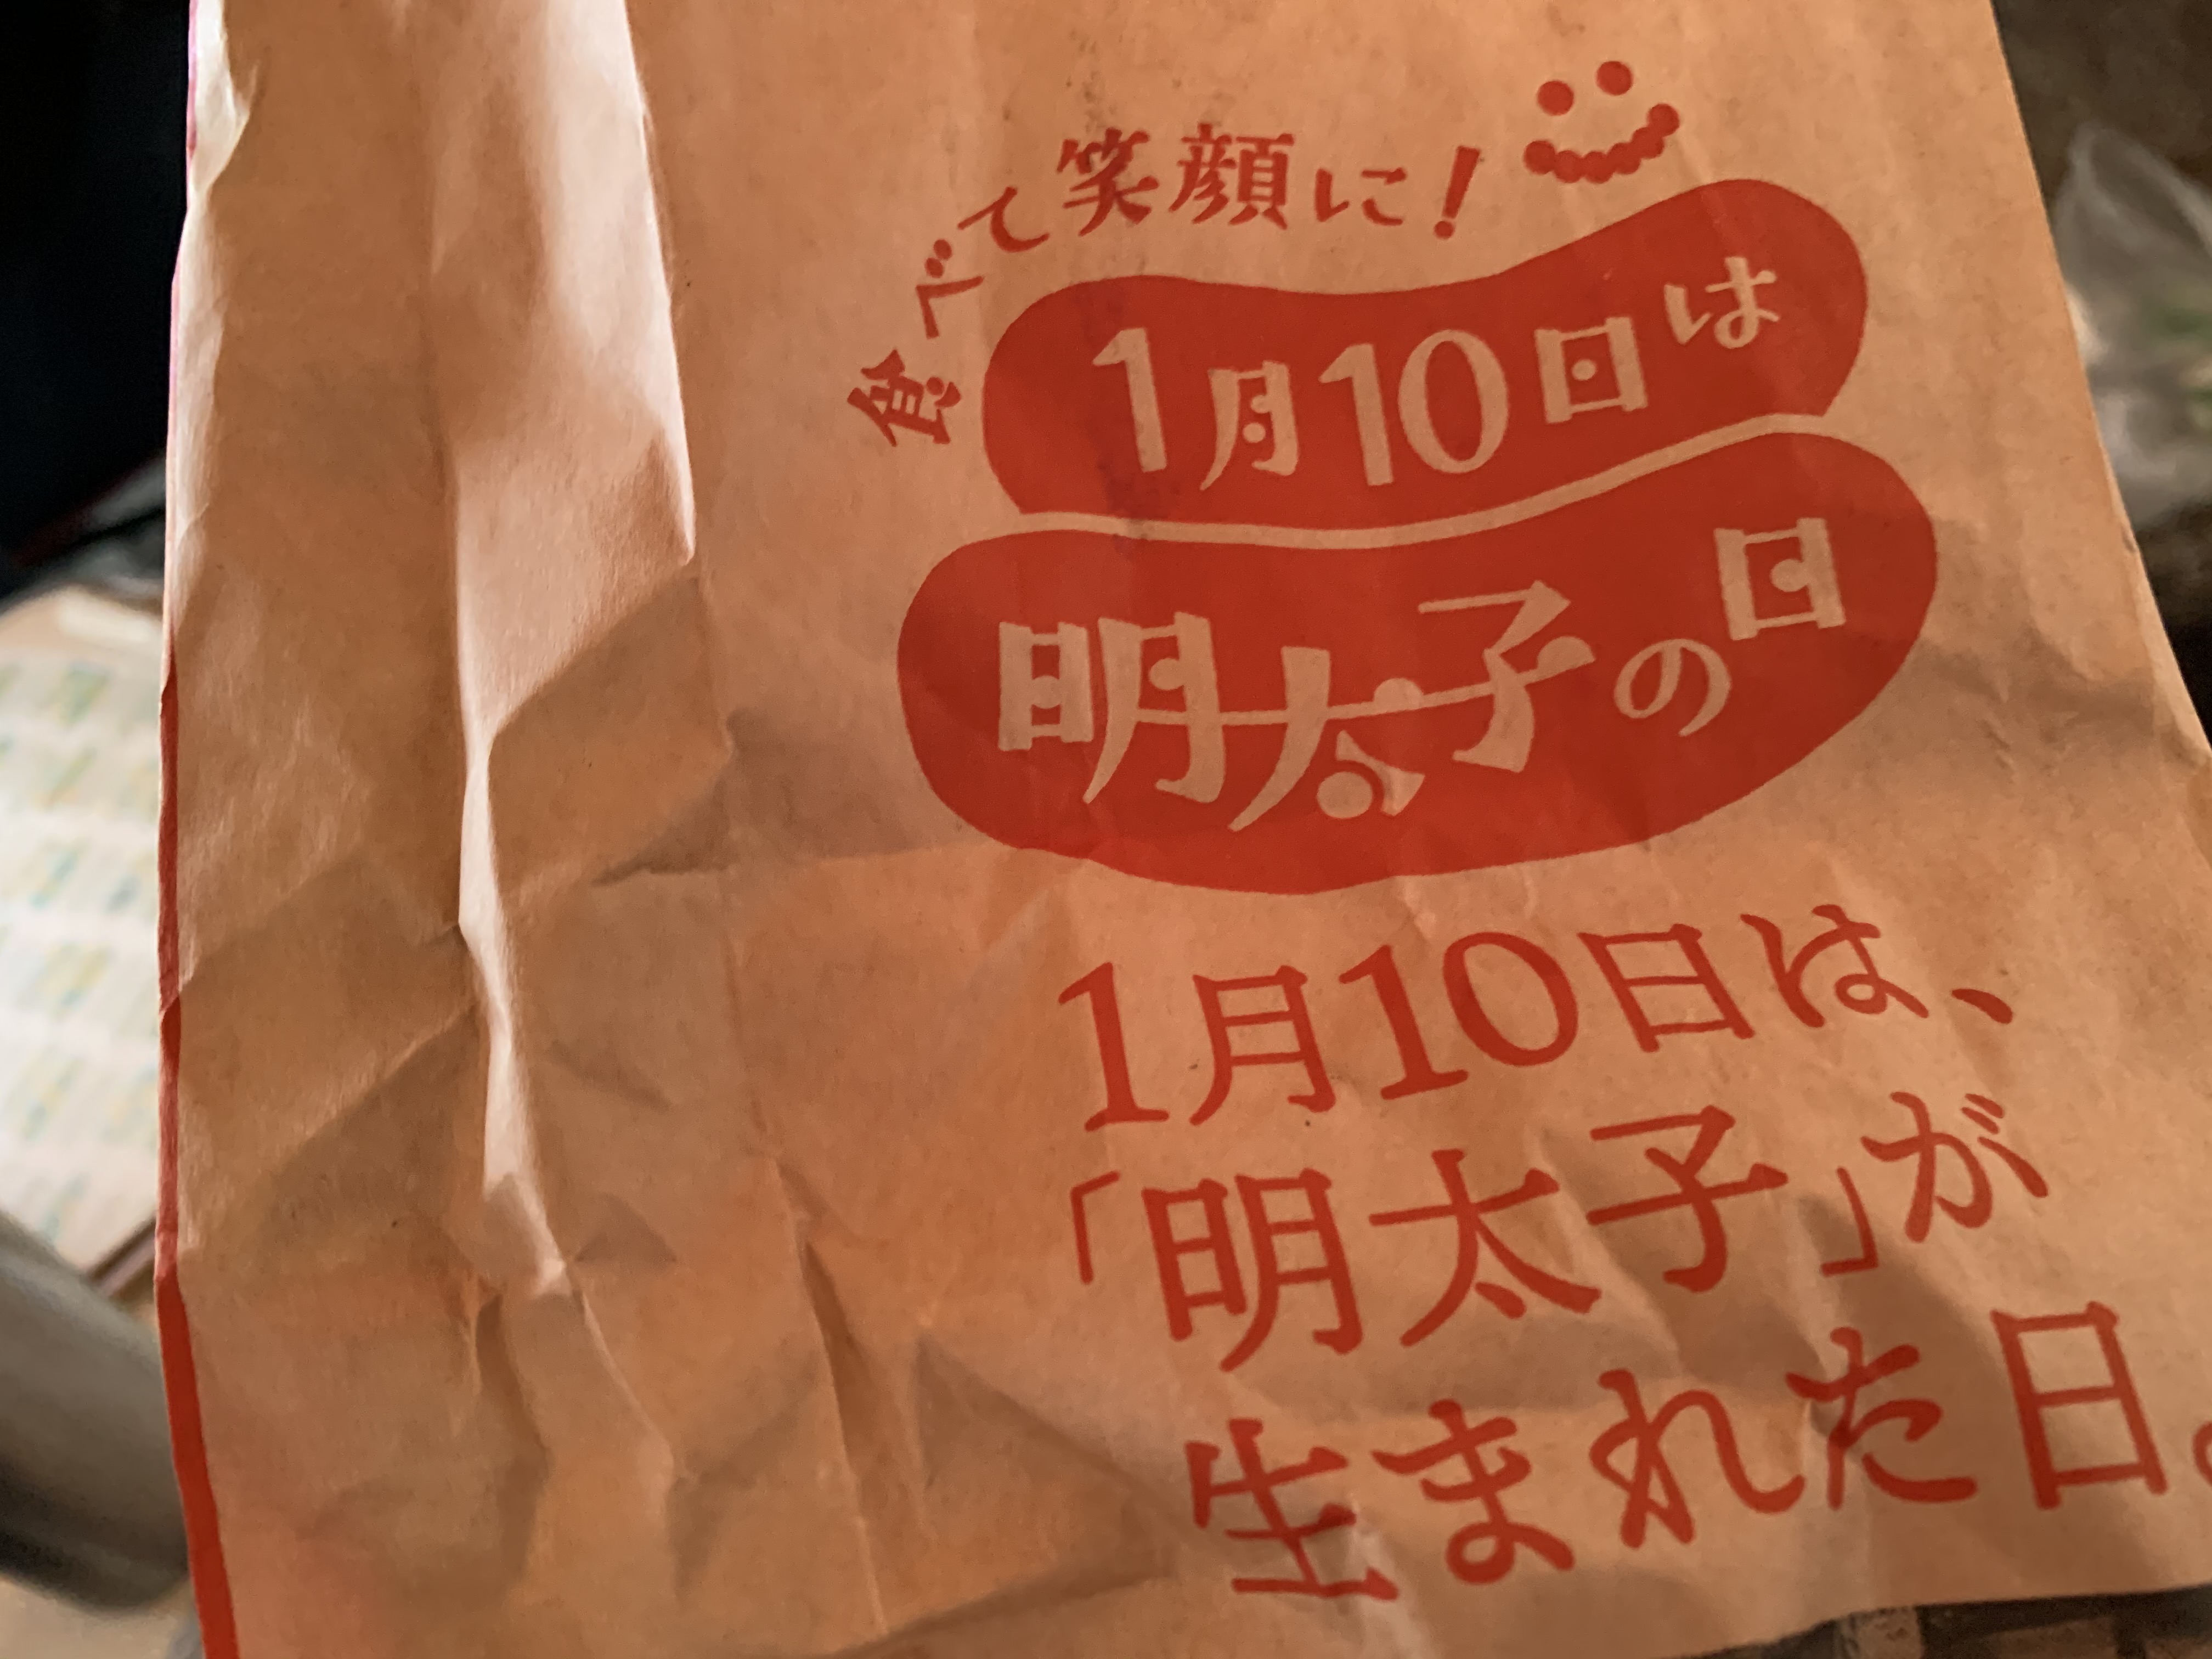 食べて笑顔に!
1月10日は
明太子の日
1月10日は、
「明太子」が
生まれた日。